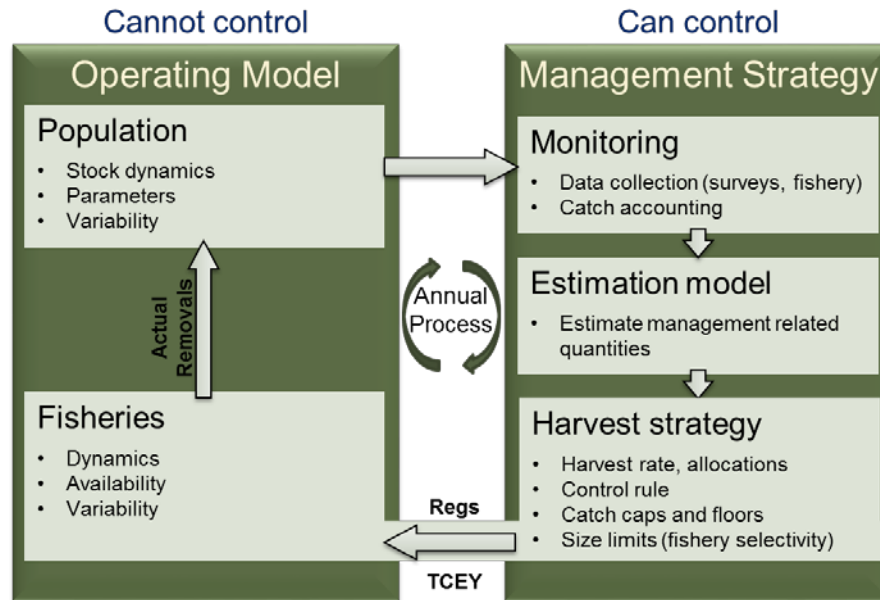 Cannot control
Can control
Operating Model
Management Strategy
Population
• Stock dynamics
• Parameters
• Variability
Actual
Removals
Fisheries
• Dynamics
• Availability
• Variability
Annual
Process
Monitoring
• Data collection (surveys, fishery)
• Catch accounting
Estimation model
• Estimate management related
quantities
Harvest strategy
• Harvest rate, allocations
• Control rule
• Catch caps and floors
• Size limits (fishery selectivity)
Regs
TCEY